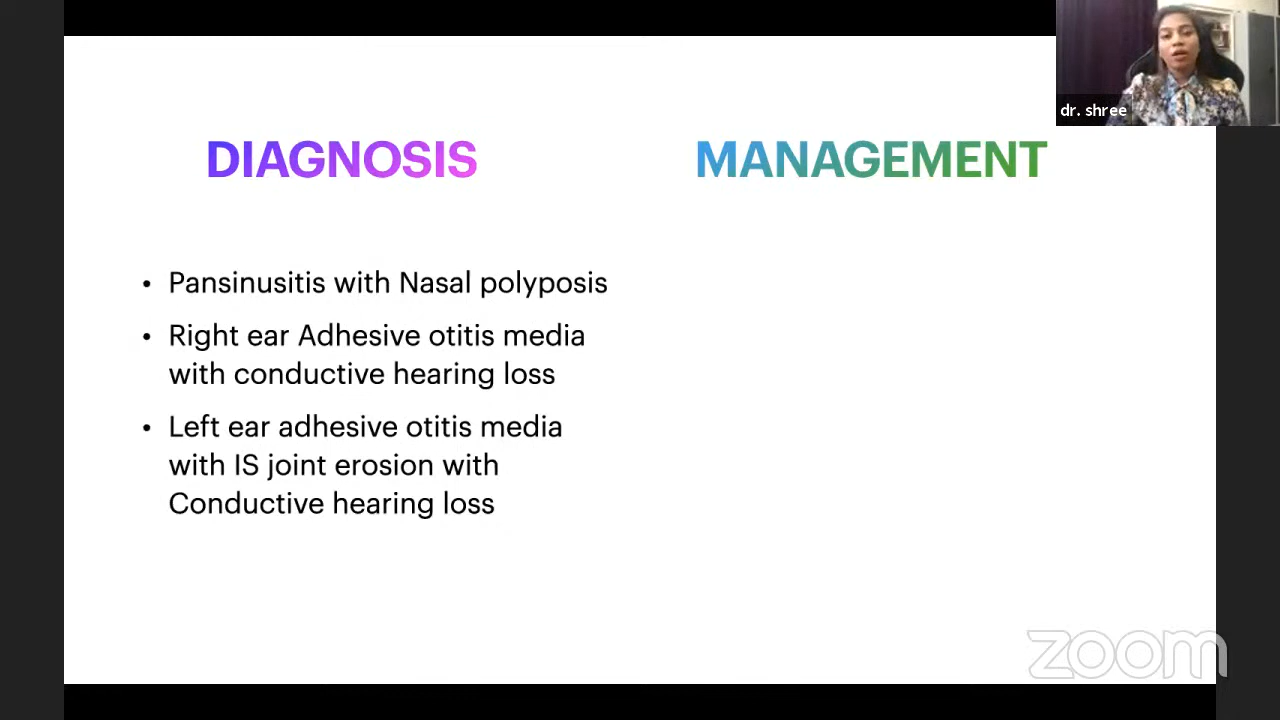 dr. shree
DIAGNOSIS
MANAGEMENT
• Pansinusitis with Nasal polyposis
• Right ear Adhesive otitis media
with conductive hearing loss
• Left ear adhesive otitis media
with IS joint erosion with
Conductive hearing loss
zoom